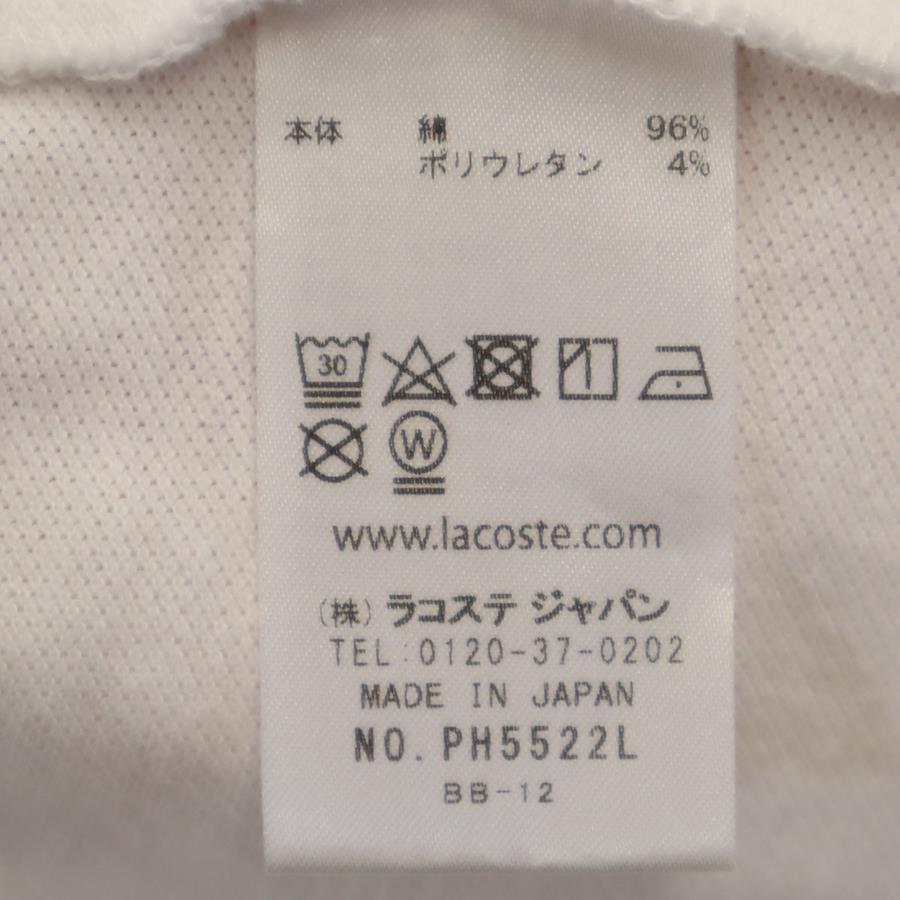 本体 綿 96%
ポリウレタン 4%
30
W
www.lacoste.com
(株) ラコステ ジャパン
TEL:0120-37-0202
MADE IN JAPAN
NO. PH5522L
BB-12